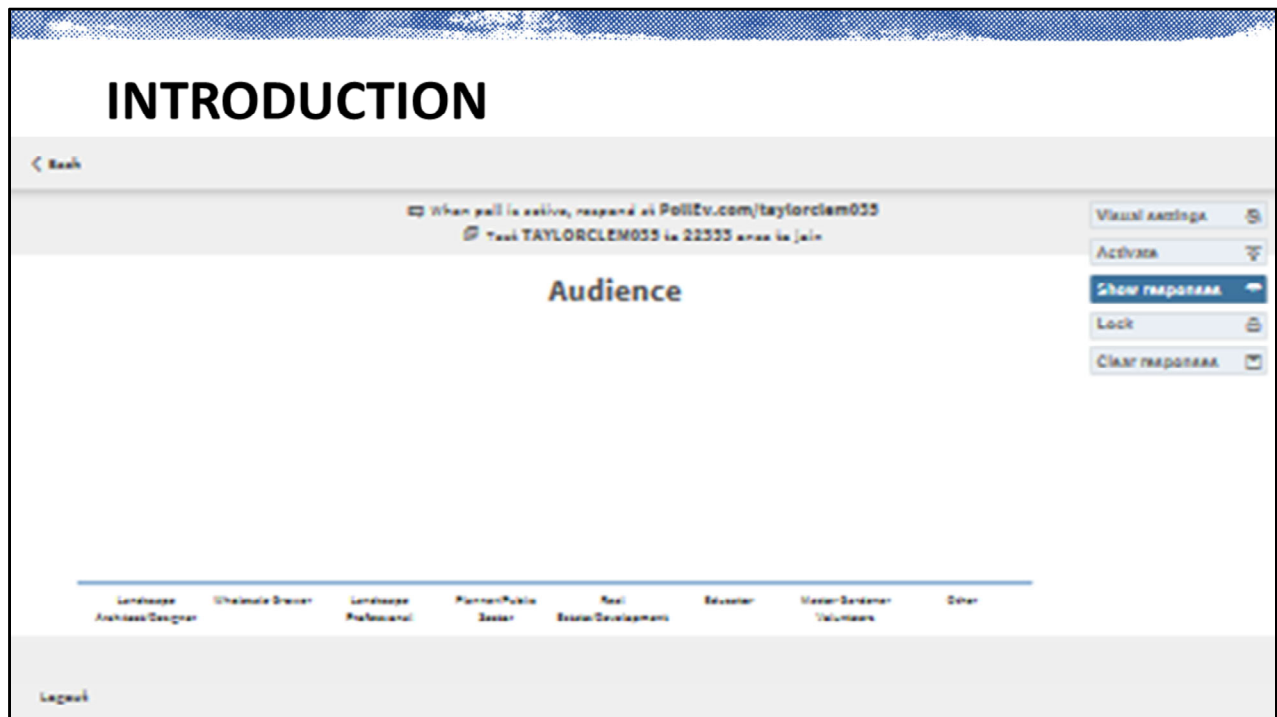 INTRODUCTION
Back
When poll is active, respond at PollEv.com/taylorclem035
Text TAYLORCLEM035 to 22333 once to join
Visual settings
Activate
Audience
Show responses
Lock
Clear responses
Landscape Wholesale Grower Landscape Planner/Public Real Educator Master Gardener Other
Architect/Designer Professional Sector Estate/Development Volunteers
Logout